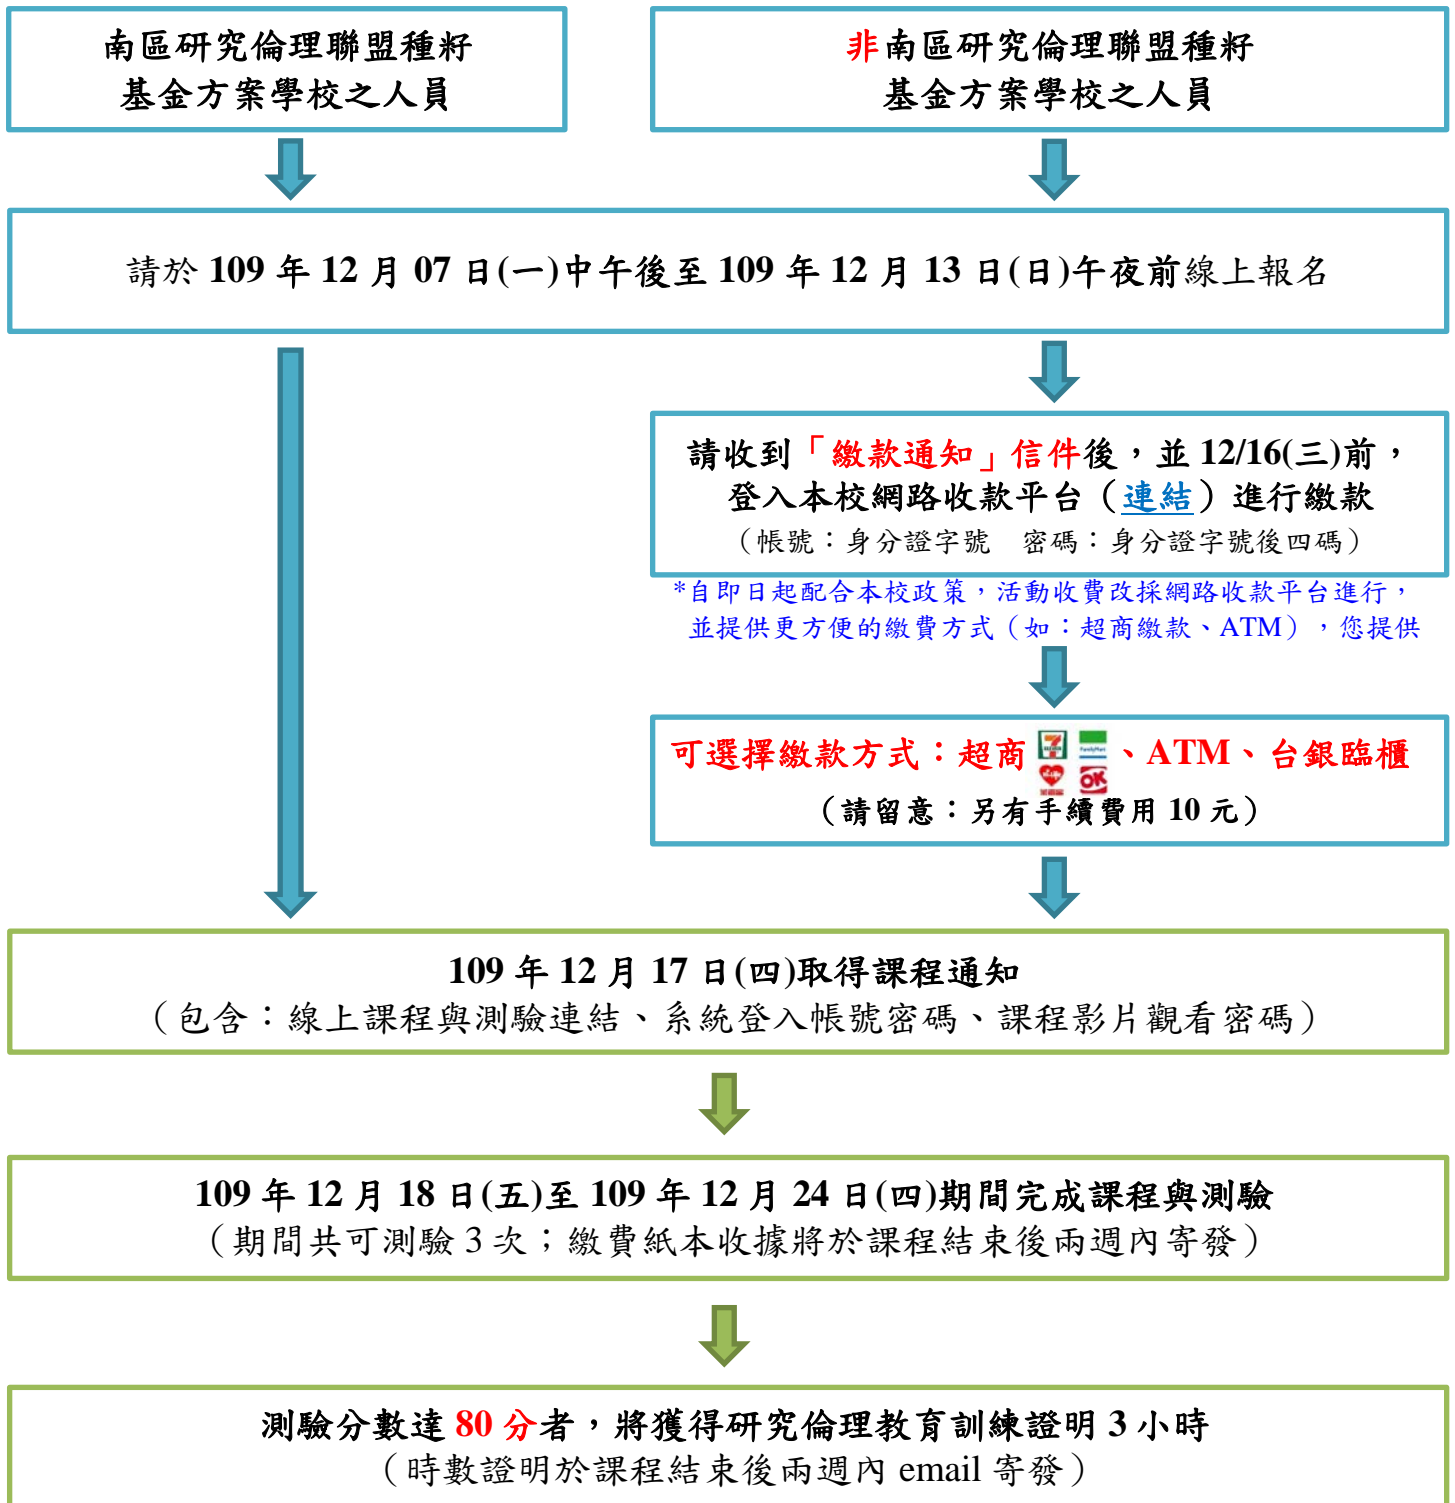 南區研究倫理聯盟種籽
基金方案學校之人員
非南區研究倫理聯盟種籽
基金方案學校之人員
請於 109 年 12 月 07 日(一)中午後至 109 年 12 月 13 日(日)午夜前線上報名
請收到「繳款通知」信件後，並 12/16(三)前，
登入本校網路收款平台（連結）進行繳款
（帳號：身分證字號　密碼：身分證字號後四碼）
*自即日起配合本校政策，活動收費改採網路收款平台進行，
並提供更方便的繳費方式（如：超商繳款、ATM），您提供
可選擇繳款方式：超商 7 FamilyMart OK、ATM、台銀臨櫃
（請留意：另有手續費用 10 元）
109 年 12 月 17 日(四)取得課程通知
（包含：線上課程與測驗連結、系統登入帳號密碼、課程影片觀看密碼）
109 年 12 月 18 日(五)至 109 年 12 月 24 日(四)期間完成課程與測驗
（期間共可測驗 3 次；繳費紙本收據將於課程結束後兩週內寄發）
測驗分數達 80 分者，將獲得研究倫理教育訓練證明 3 小時
（時數證明於課程結束後兩週內 email 寄發）